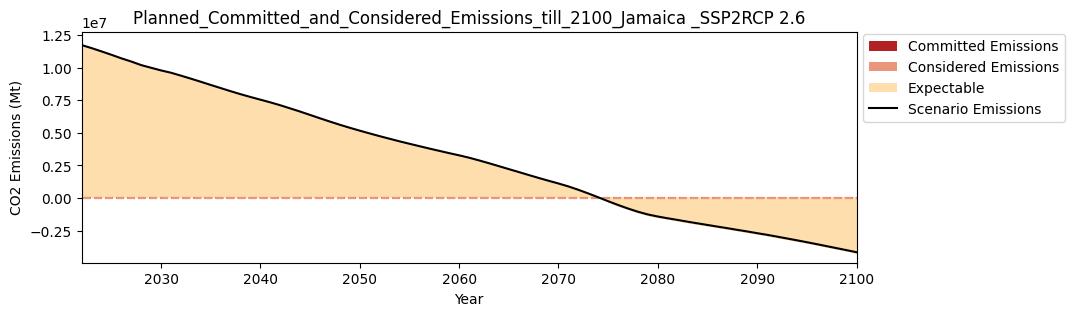 Planned_Committed_and_Considered_Emissions_till_2100_Jamaica _SSP2RCP 2.6
1e7
1.25
1.00
0.75
0.50
0.25
0.00
−0.25
CO2 Emissions (Mt)
2030 2040 2050 2060 2070 2080 2090 2100
Year
Committed Emissions
Considered Emissions
Expectable
Scenario Emissions